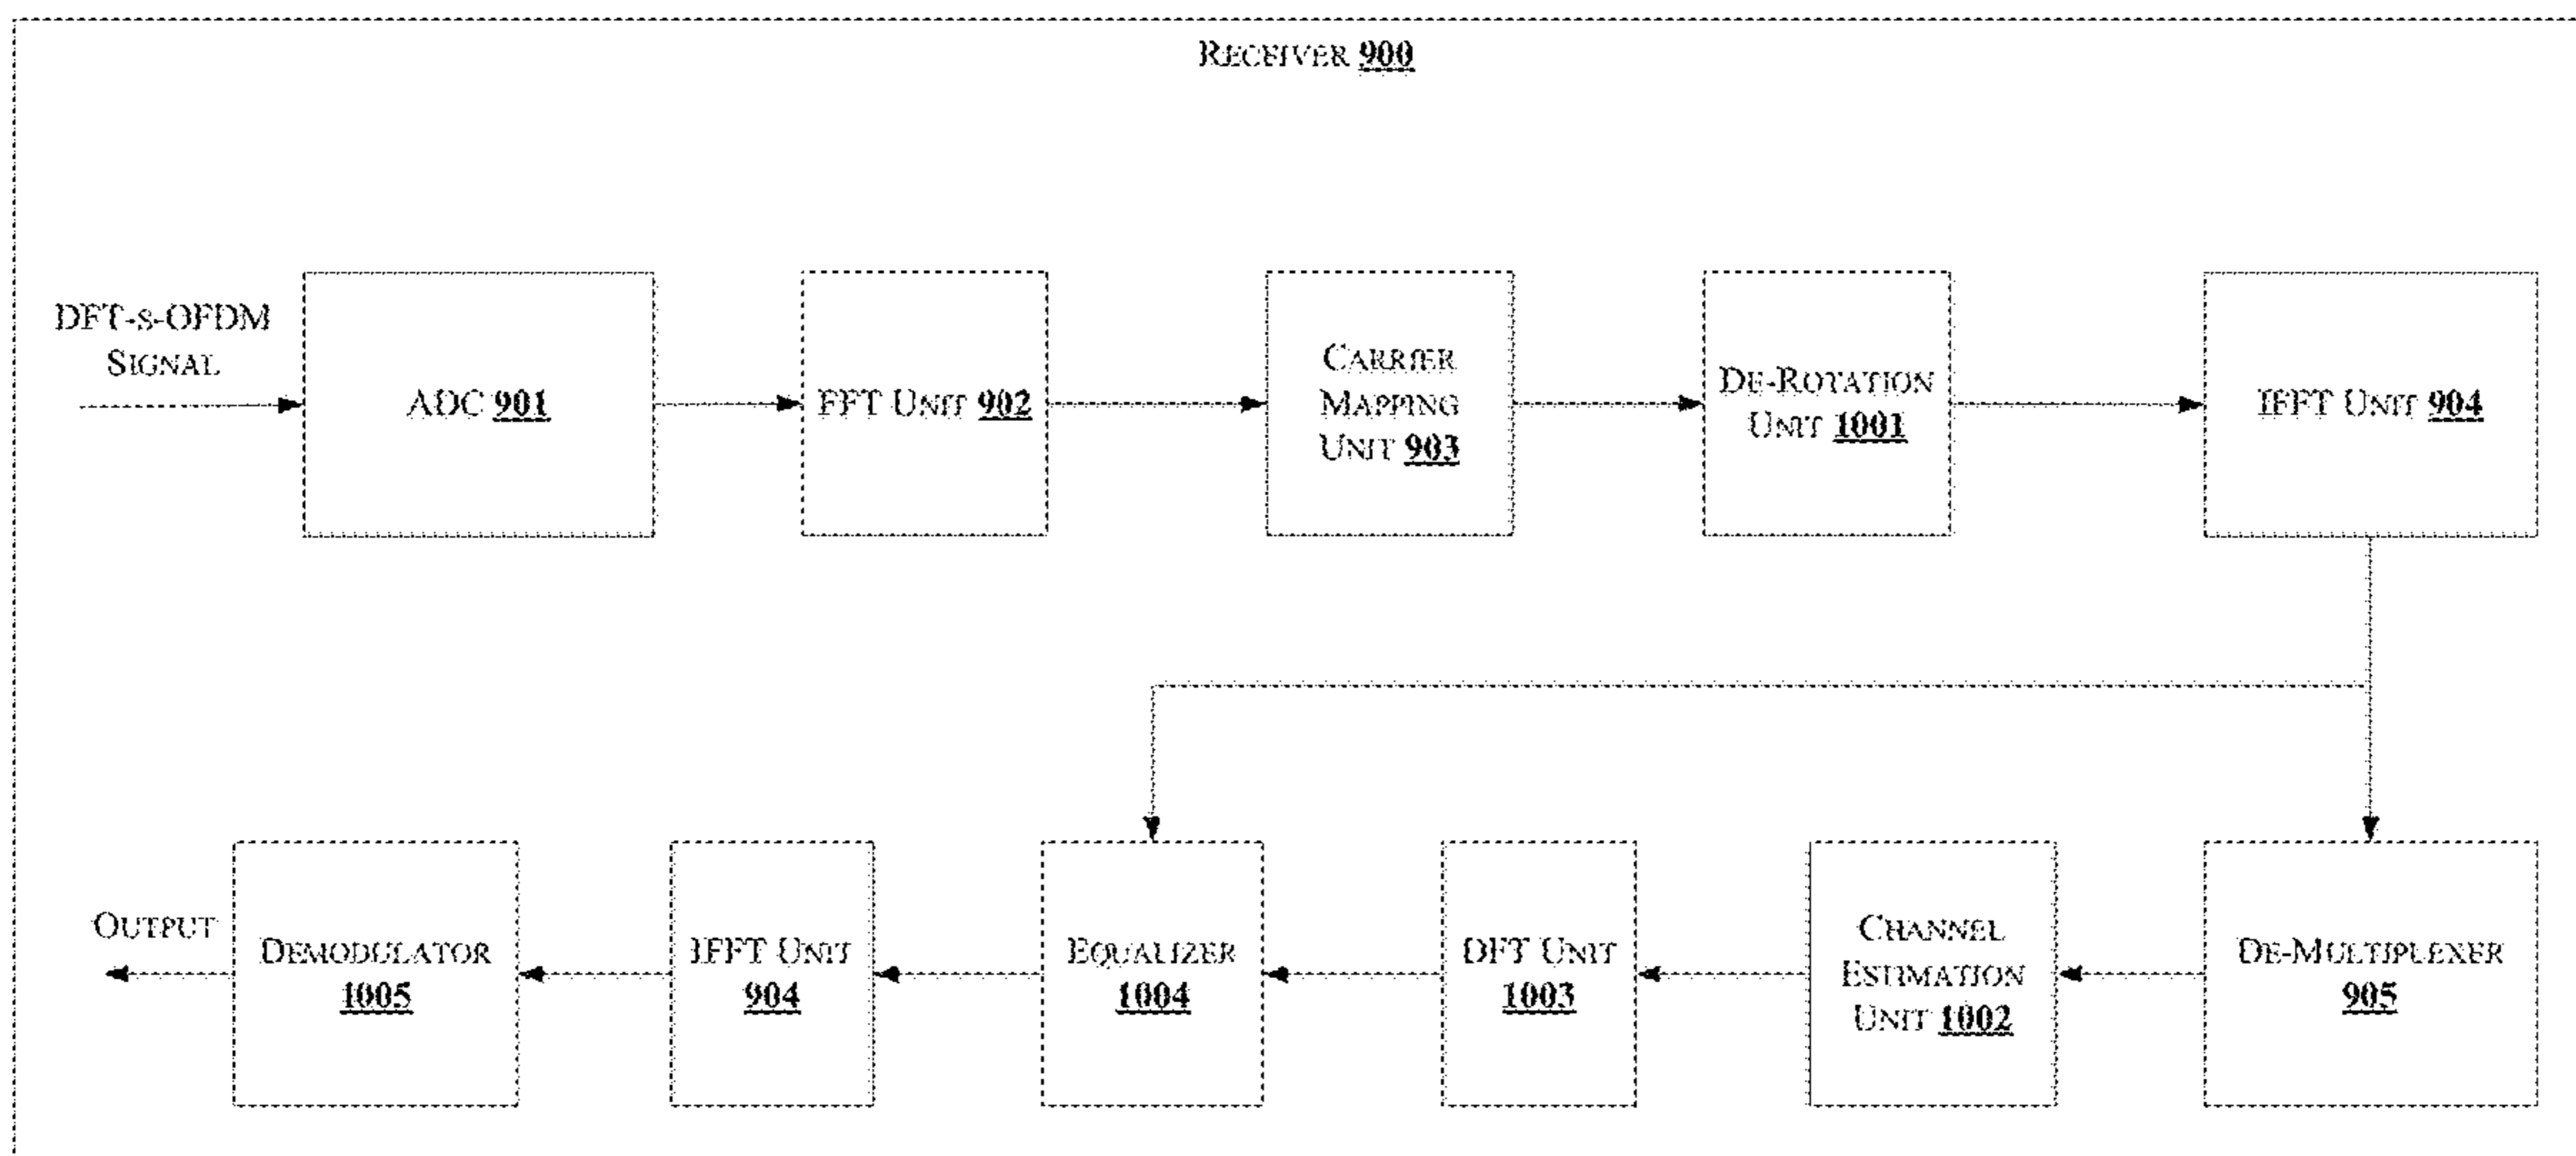 RECEIVER 900
DFT-S-OFDM
SIGNAL
ADC 901
FFT UNIT 902
CARRIER
MAPPING
UNIT 903
DE-ROTATION
UNIT 1001
IFFT UNIT 904
OUTPUT
DEMODULATOR
1005
IFFT UNIT
904
EQUALIZER
1004
DFT UNIT
1003
CHANNEL
ESTIMATION
UNIT 1002
DE-MULTIPLEXER
905